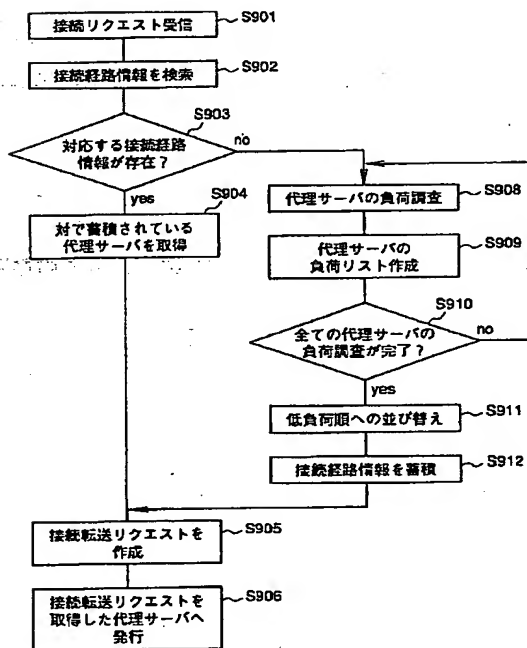 接続リクエスト受信
S901
接続経路情報を検索
S902
S903
対応する接続経路
情報が存在?
no
yes
S904
対で蓄積されている
代理サーバを取得
代理サーバの負荷調査
S908
代理サーバの
負荷リスト作成
S909
S910
全ての代理サーバの
負荷調査が完了?
no
yes
低負荷順への並び替え
S911
接続経路情報を蓄積
S912
接続転送リクエストを
作成
S905
接続転送リクエストを
取得した代理サーバへ
発行
S906